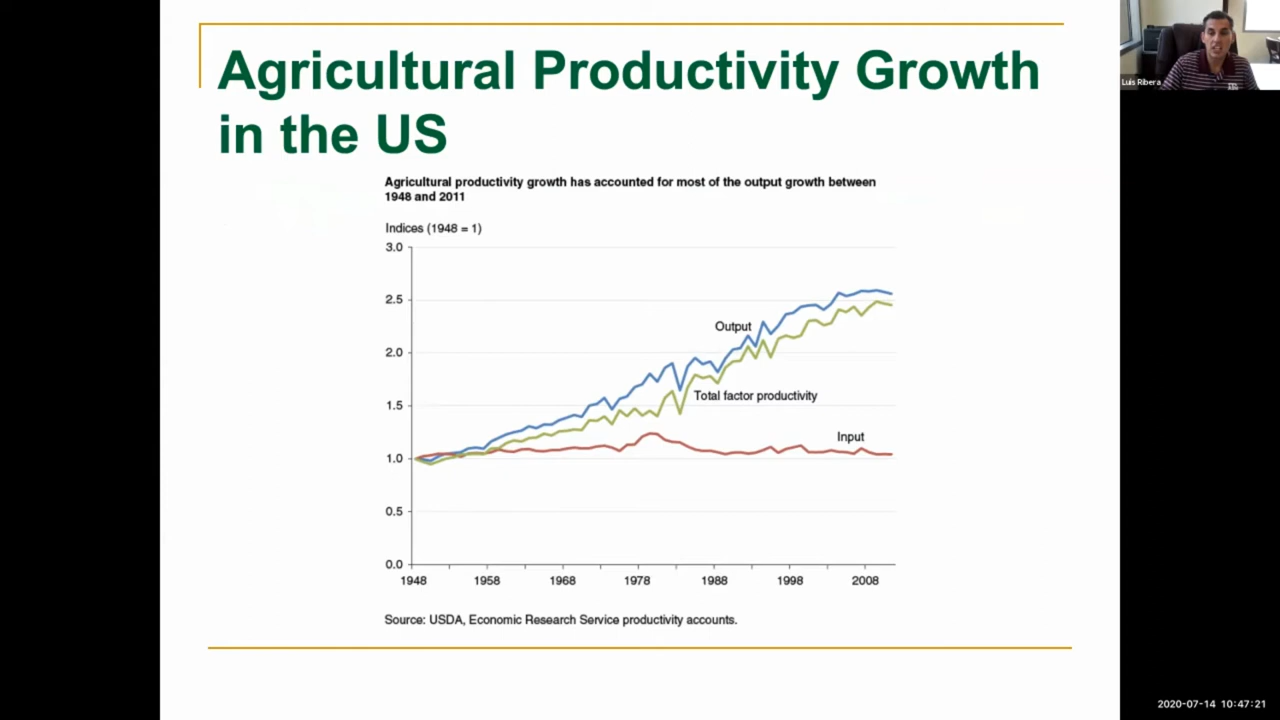 Agricultural Productivity Growth
in the US
Luis Ribera
Agricultural productivity growth has accounted for most of the output growth between
1948 and 2011
Indices (1948 = 1)
3.0
2.5
Output
2.0
Total factor productivity
1.5
Input
1.0
0.5
0.0
1948 1958 1968 1978 1988 1998 2008
Source: USDA, Economic Research Service productivity accounts.
2020-07-14 10:47:21